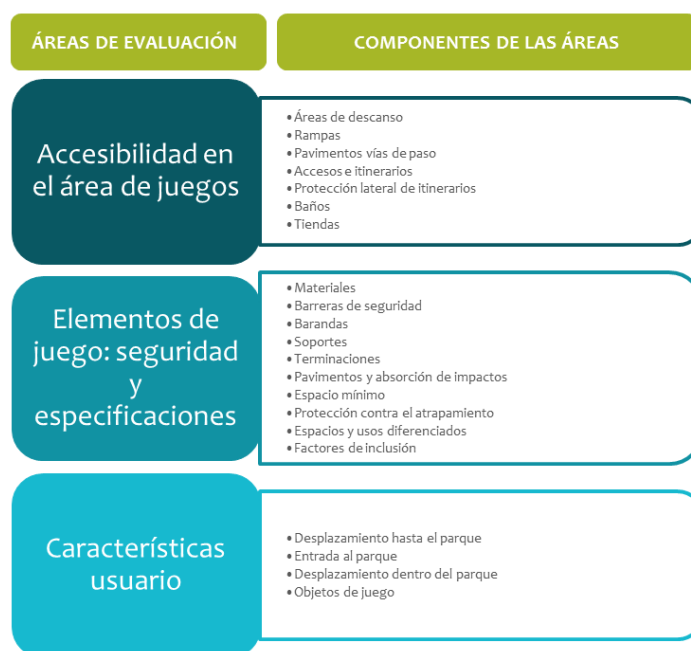 ÁREAS DE EVALUACIÓN
COMPONENTES DE LAS ÁREAS
Accesibilidad en
el área de juegos
• Áreas de descanso
• Rampas
• Pavimentos vías de paso
• Accesos e itinerarios
• Protección lateral de itinerarios
• Baños
• Tiendas
Elementos de
juego: seguridad
y
especificaciones
• Materiales
• Barreras de seguridad
• Barandas
• Soportes
• Terminaciones
• Pavimentos y absorción de impactos
• Espacio mínimo
• Protección contra el atrapamiento
• Espacios y usos diferenciados
• Factores de inclusión
Características
usuario
• Desplazamiento hasta el parque
• Entrada al parque
• Desplazamiento dentro del parque
• Objetos de juego